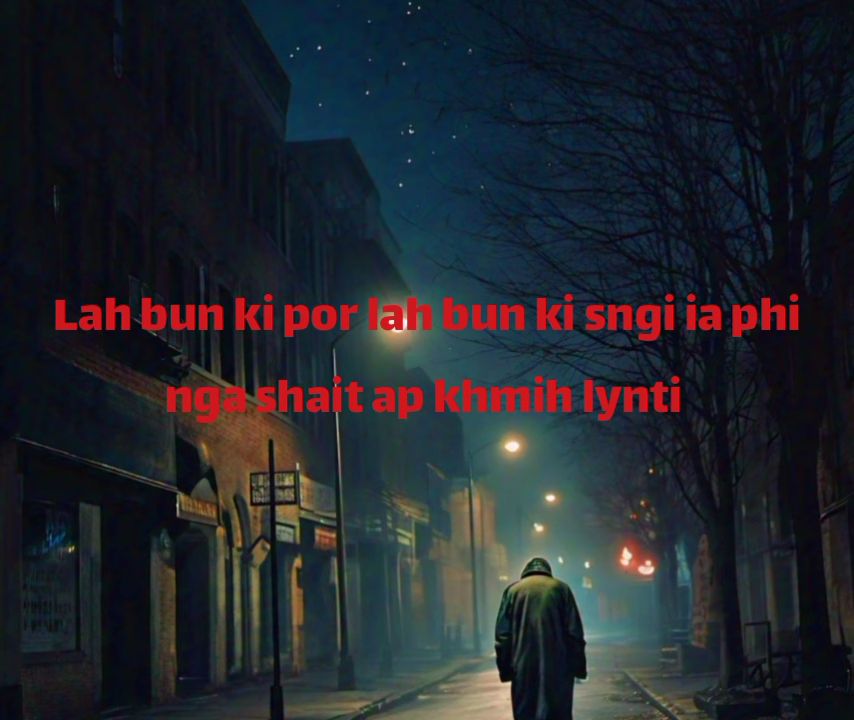 Lah bun ki por lah bun ki sngi ia phi
nga shait ap khmih lynti